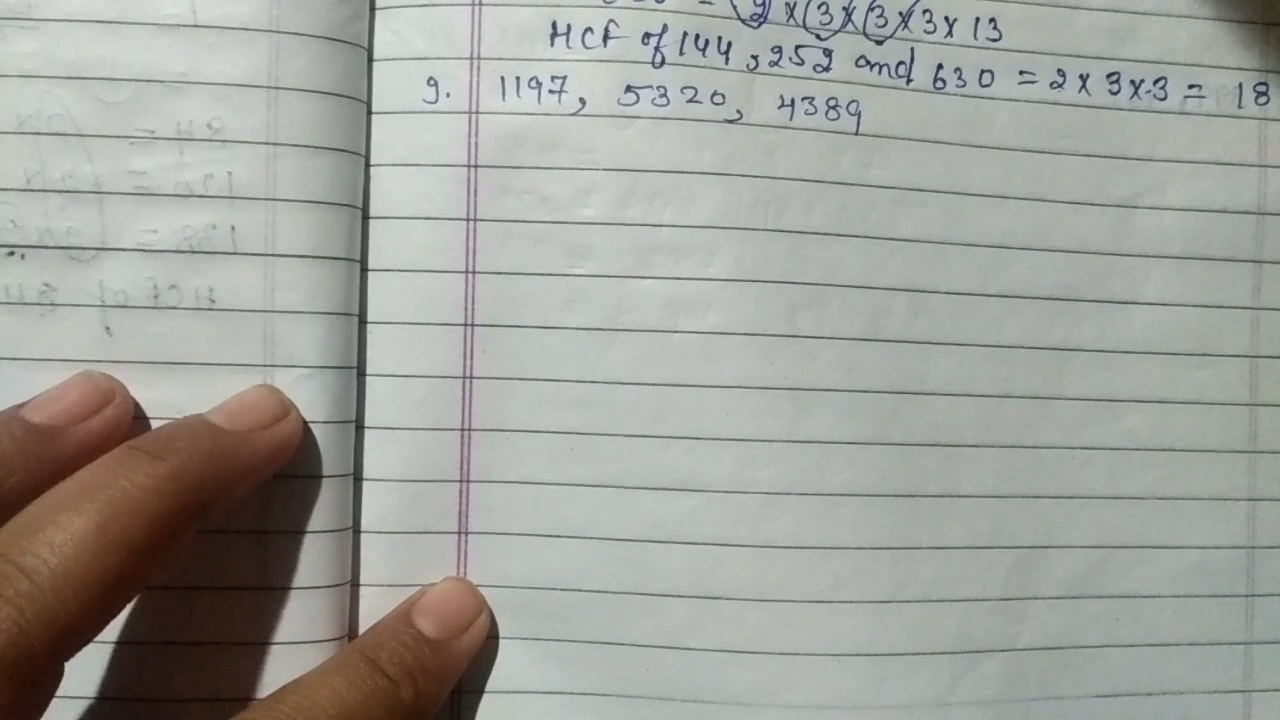 2 x 3 x 3 x 3 x 13
HCF of 144, 252 and 630 = 2 x 3 x 3 = 18
9. 1197, 5320, 4389